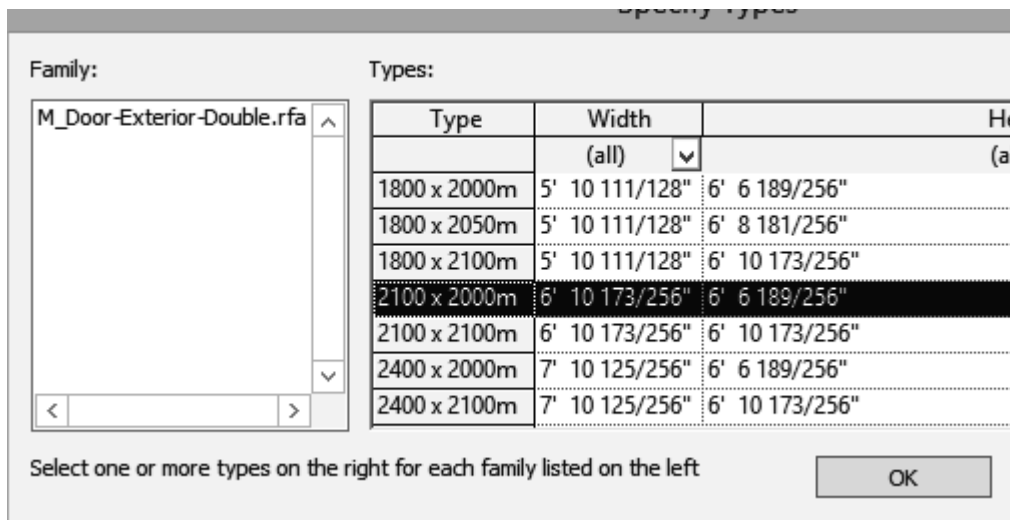 Specify Types
Family: Types:
M_Door-Exterior-Double.rfa
Type Width
(all)
1800 x 2000m 5' 10 111/128" 6' 6 189/256"
1800 x 2050m 5' 10 111/128" 6' 8 181/256"
1800 x 2100m 5' 10 111/128" 6' 10 173/256"
2100 x 2000m 6' 10 173/256" 6' 6 189/256"
2100 x 2100m 6' 10 173/256" 6' 10 173/256"
2400 x 2000m 7' 10 125/256" 6' 6 189/256"
2400 x 2100m 7' 10 125/256" 6' 10 173/256"
Select one or more types on the right for each family listed on the left
OK